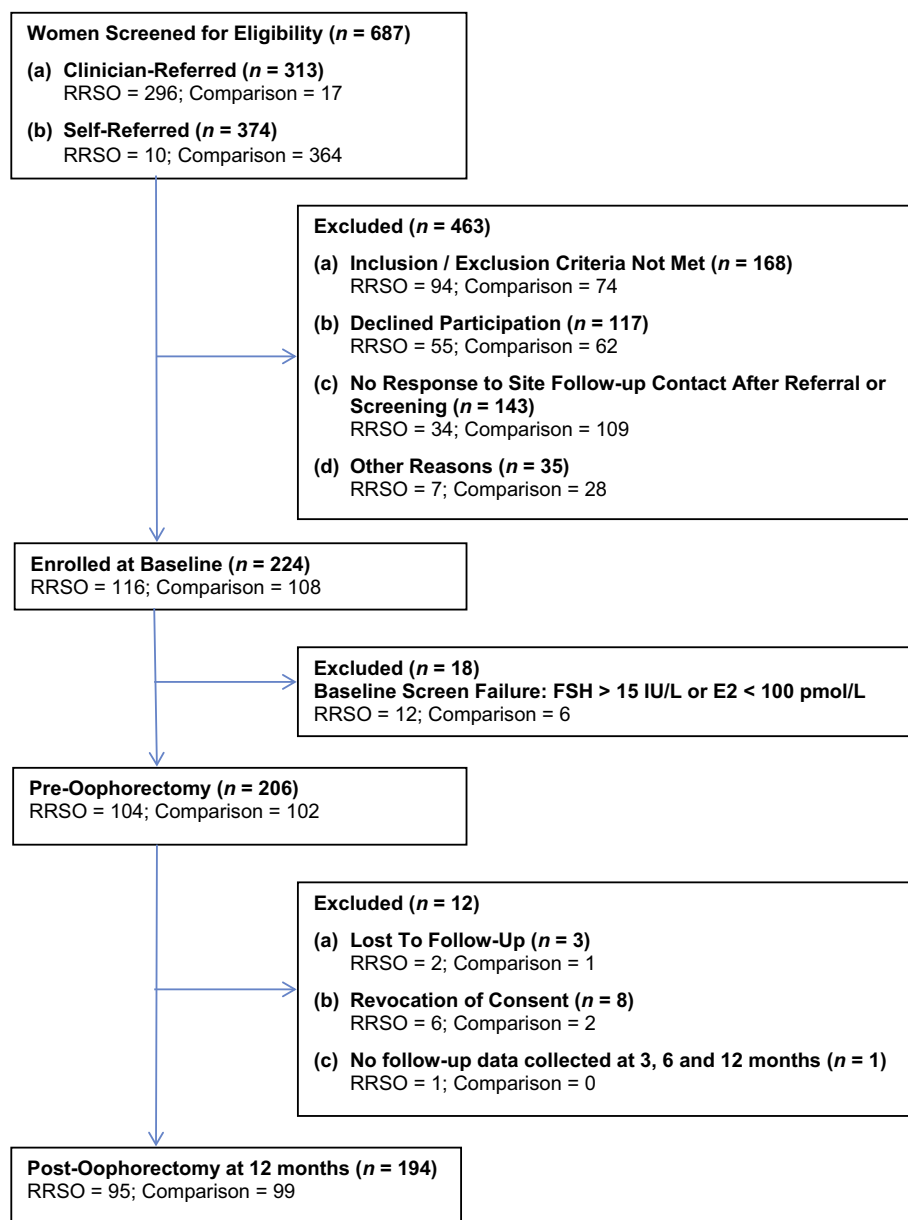 Women Screened for Eligibility (n = 687)
(a) Clinician-Referred (n = 313)
RRSO = 296; Comparison = 17
(b) Self-Referred (n = 374)
RRSO = 10; Comparison = 364
Excluded (n = 463)
(a) Inclusion / Exclusion Criteria Not Met (n = 168)
RRSO = 94; Comparison = 74
(b) Declined Participation (n = 117)
RRSO = 55; Comparison = 62
(c) No Response to Site Follow-up Contact After Referral or
Screening (n = 143)
RRSO = 34; Comparison = 109
(d) Other Reasons (n = 35)
RRSO = 7; Comparison = 28
Enrolled at Baseline (n = 224)
RRSO = 116; Comparison = 108
Excluded (n = 18)
Baseline Screen Failure: FSH > 15 IU/L or E2 < 100 pmol/L
RRSO = 12; Comparison = 6
Pre-Oophorectomy (n = 206)
RRSO = 104; Comparison = 102
Excluded (n = 12)
(a) Lost To Follow-Up (n = 3)
RRSO = 2; Comparison = 1
(b) Revocation of Consent (n = 8)
RRSO = 6; Comparison = 2
(c) No follow-up data collected at 3, 6 and 12 months (n = 1)
RRSO = 1; Comparison = 0
Post-Oophorectomy at 12 months (n = 194)
RRSO = 95; Comparison = 99